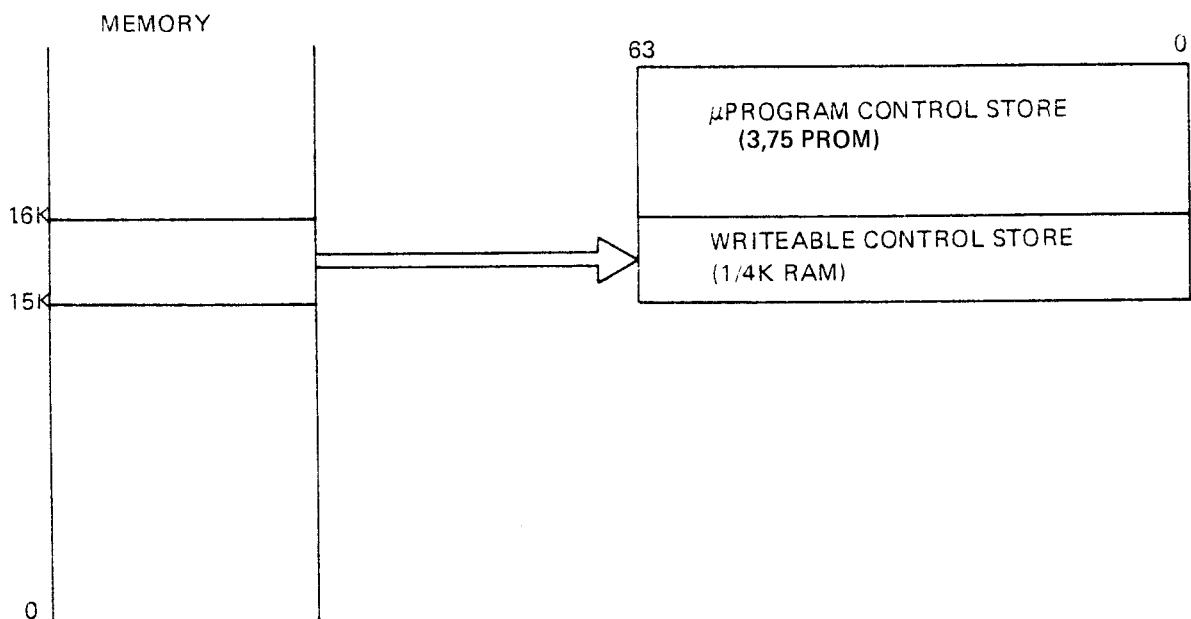 MEMORY
63
0
µPROGRAM CONTROL STORE
(3,75 PROM)
16K
WRITEABLE CONTROL STORE
(1/4K RAM)
15K
0